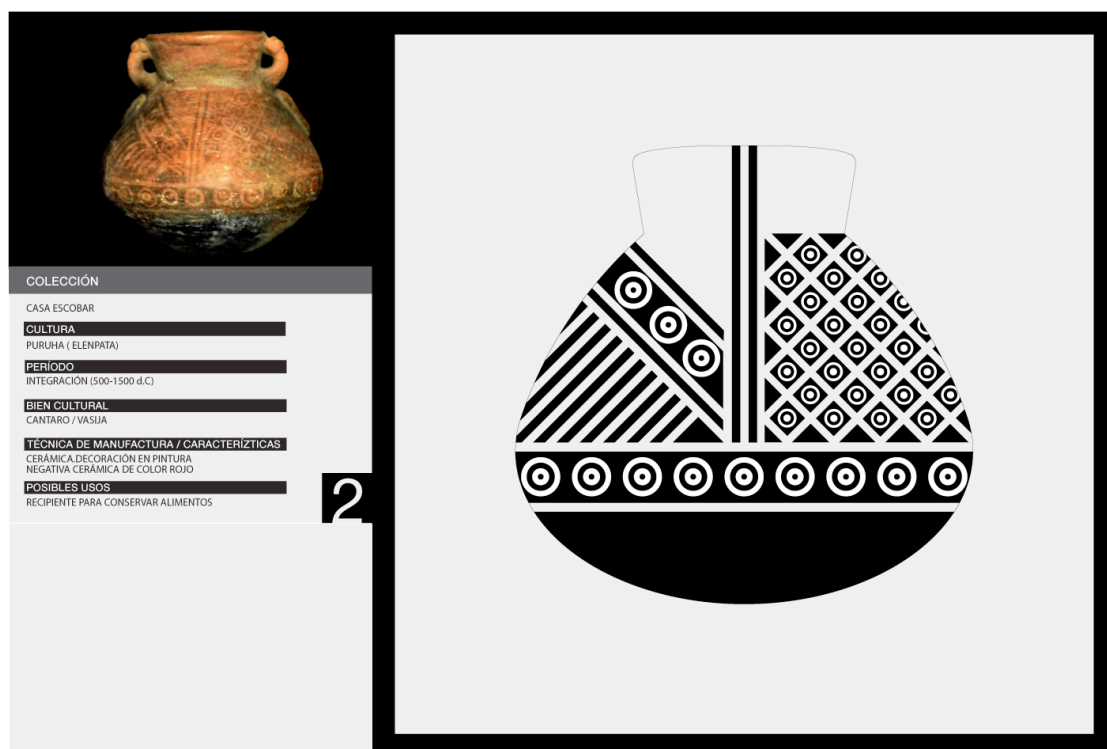 COLECCIÓN
CASA ESCOBAR
CULTURA
PURUHA ( ELENPATA)
PERÍODO
INTEGRACIÓN (500-1500 d.C)
BIEN CULTURAL
CANTARO / VASIJA
TÉCNICA DE MANUFACTURA / CARACTERÍZTICAS
CERÁMICA.DECORACIÓN EN PINTURA
NEGATIVA CERÁMICA DE COLOR ROJO
POSIBLES USOS
RECIPIENTE PARA CONSERVAR ALIMENTOS
2